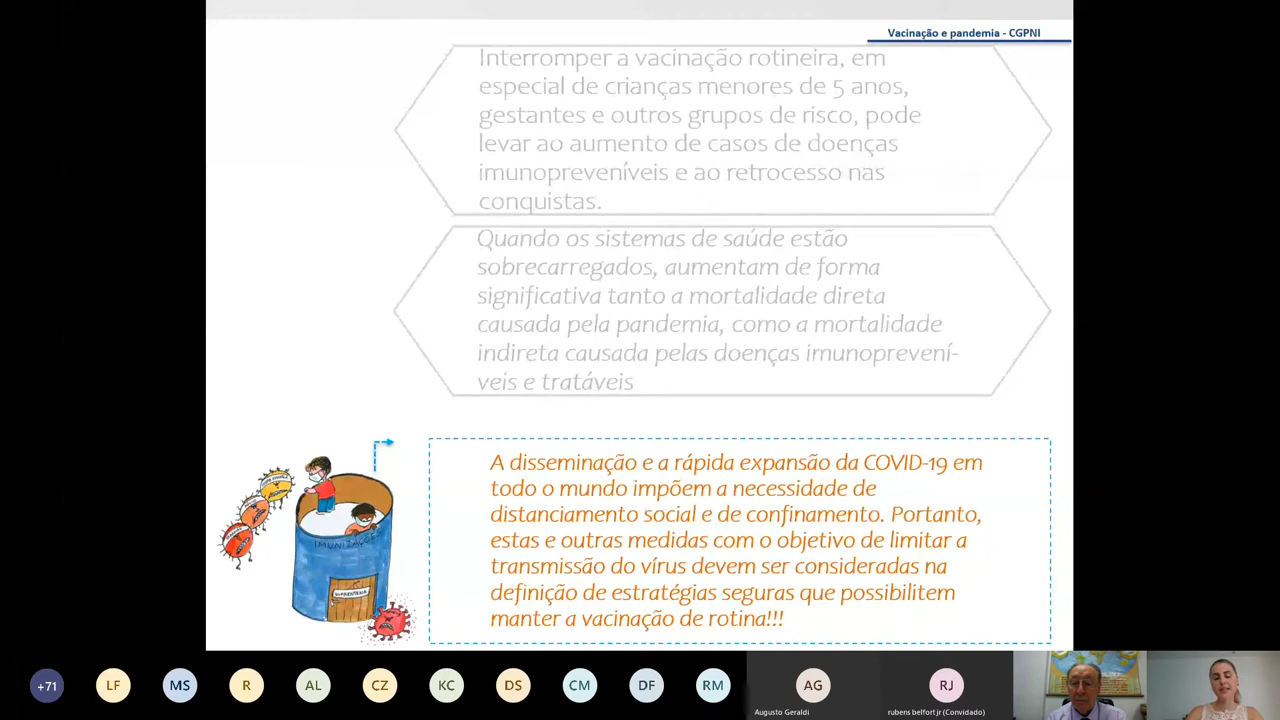 Vacinação e pandemia - CGPNI
Interromper a vacinação rotineira, em
especial de crianças menores de 5 anos,
gestantes e outros grupos de risco, pode
levar ao aumento de casos de doenças
imunopreveníveis e ao retrocesso nas
conquistas.
Quando os sistemas de saúde estão
sobrecarregados, aumentam de forma
significativa tanto a mortalidade direta
causada pela pandemia, como a mortalidade
indireta causada pelas doenças imunoprevení-
veis e tratáveis
A disseminação e a rápida expansão da COVID-19 em
todo o mundo impõem a necessidade de
distanciamento social e de confinamento. Portanto,
estas e outras medidas com o objetivo de limitar a
transmissão do vírus devem ser consideradas na
definição de estratégias seguras que possibilitem
manter a vacinação de rotina!!!
IMUNIZAÇÕES
QUARENTENA
+71
LF
MS
R
AL
CZ
KC
DS
CM
DF
RM
AG
RJ
Augusto Geraldi
rubens belfort jr (Convidado)